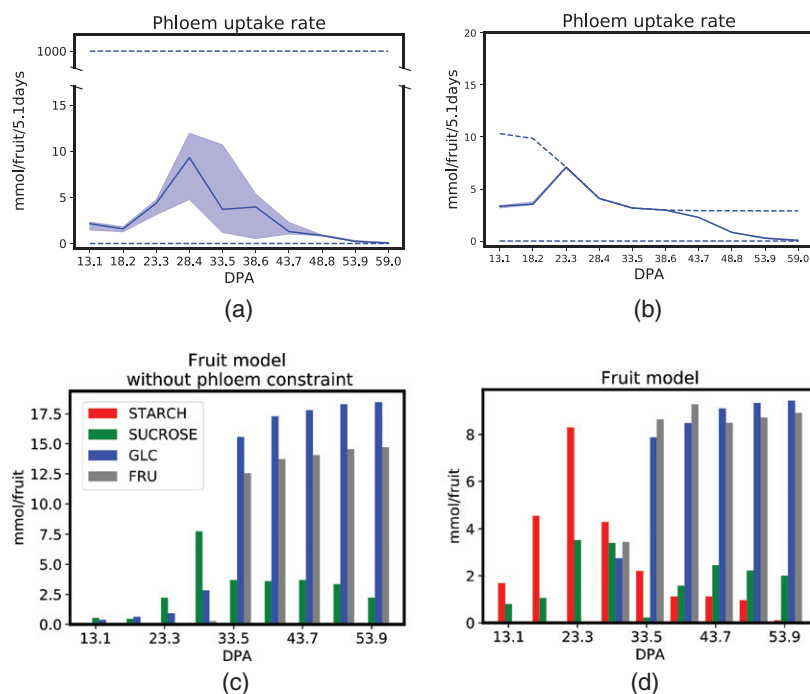 Phloem uptake rate
1000
15
10
5
0
mmol/fruit/5.1days
13.1 18.2 23.3 28.4 33.5 38.6 43.7 48.8 53.9 59.0
DPA
(a)
Phloem uptake rate
20
15
10
5
0
mmol/fruit/5.1days
13.1 18.2 23.3 28.4 33.5 38.6 43.7 48.8 53.9 59.0
DPA
(b)
Fruit model
without phloem constraint
STARCH
SUCROSE
GLC
FRU
17.5
15.0
12.5
10.0
7.5
5.0
2.5
0.0
mmol/fruit
13.1 23.3 33.5 43.7 53.9
DPA
(c)
Fruit model
8
6
4
2
0
mmol/fruit
13.1 23.3 33.5 43.7 53.9
DPA
(d)